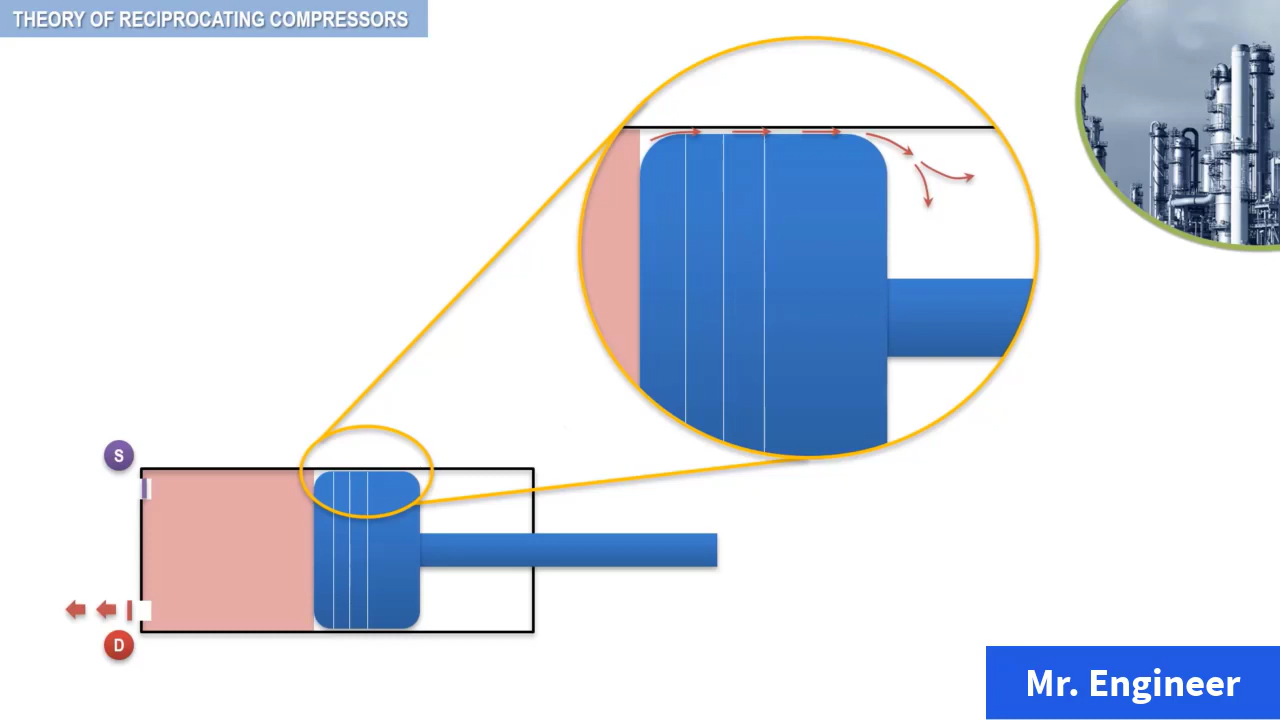 THEORY OF RECIPROCATING COMPRESSORS
S
D
Mr. Engineer